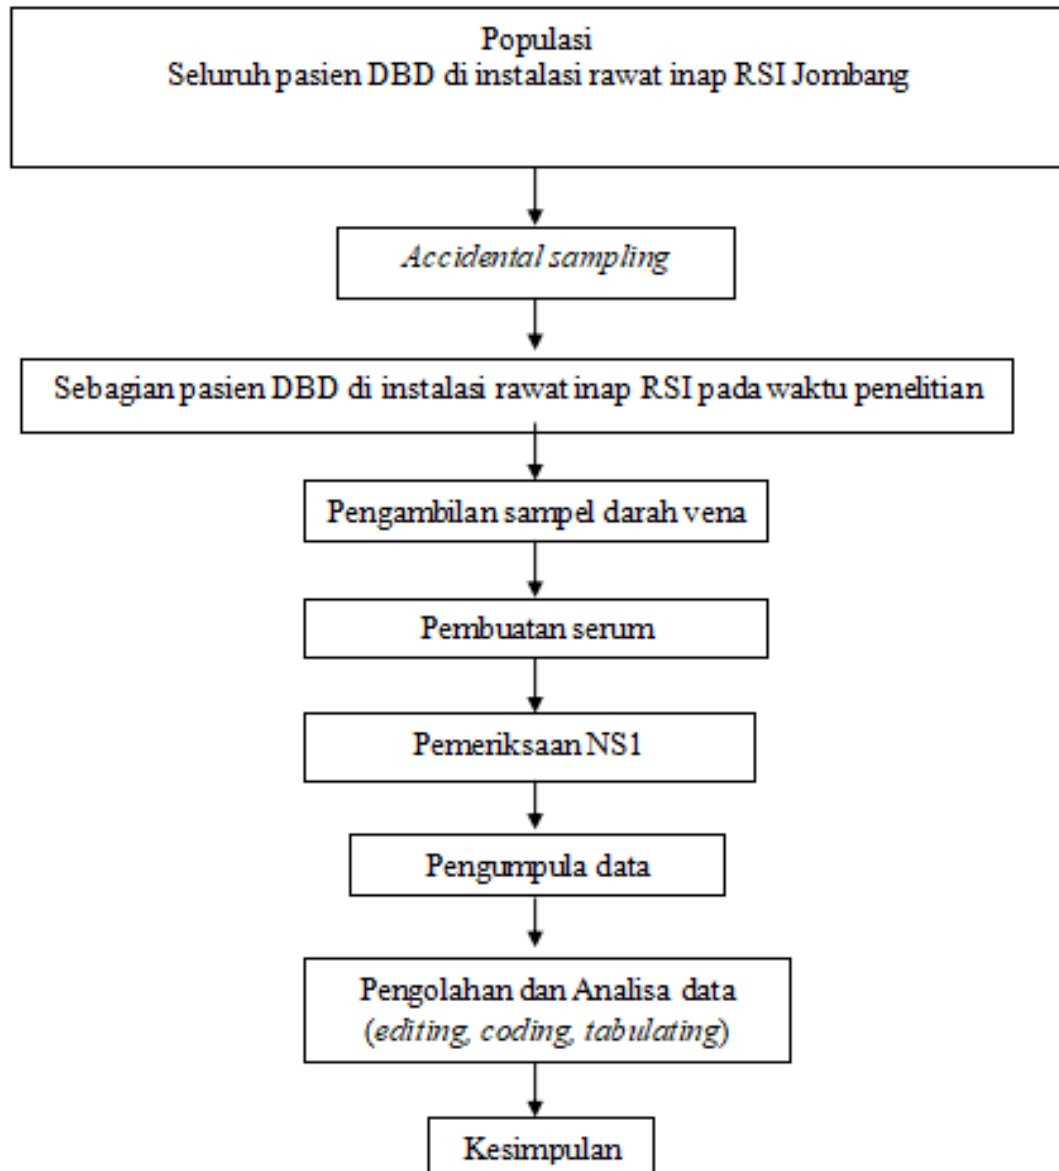 Populasi
Seluruh pasien DBD di instalasi rawat inap RSI Jombang
Accidental sampling
Sebagian pasien DBD di instalasi rawat inap RSI pada waktu penelitian
Pengambilan sampel darah vena
Pembuatan serum
Pemeriksaan NS1
Pengumpula data
Pengolahan dan Analisa data
(editing, coding, tabulating)
Kesimpulan